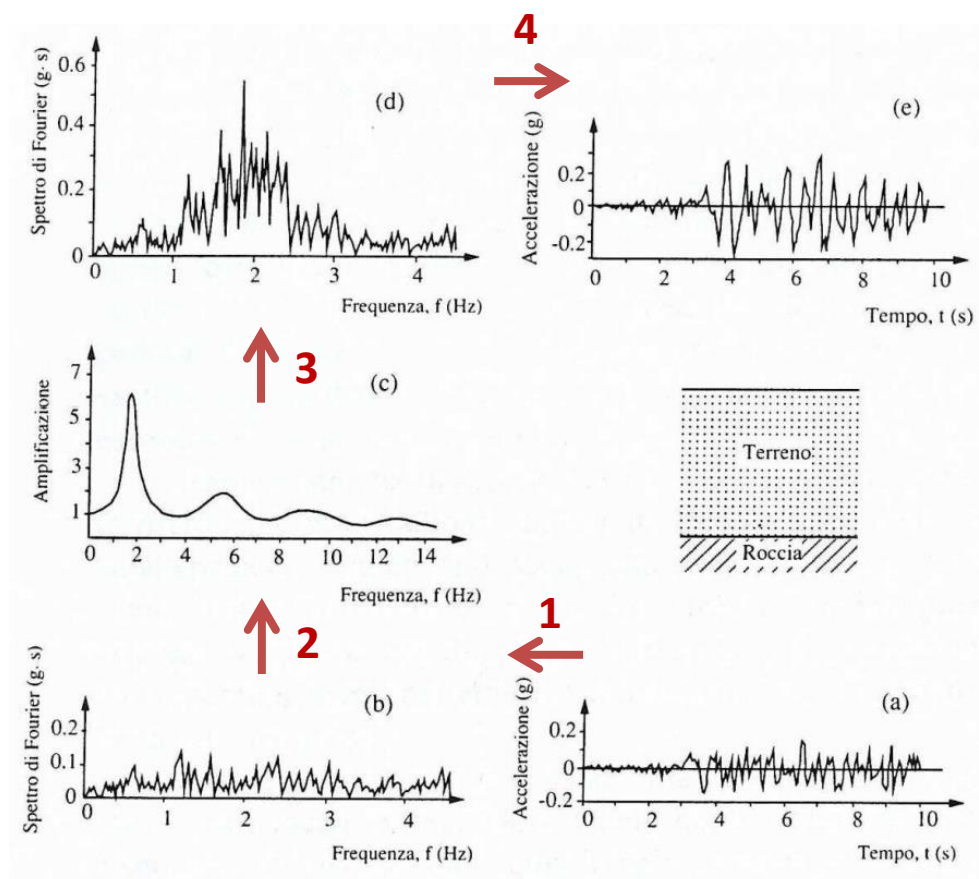 4
Spettro di Fourier (g· s)
0.6
0.4
0.2
0
(d)
0 1 2 3 4
Frequenza, f (Hz)
Accelerazione (g)
(e)
0.2
0
-0.2
0 2 4 6 8 10
Tempo, t (s)
3
Amplificazione
7
5
3
1
(c)
0 2 4 6 8 10 12 14
Frequenza, f (Hz)
Terreno
Roccia
2
1
Spettro di Fourier (g· s)
0.2
0.1
0
(b)
0 1 2 3 4
Frequenza, f (Hz)
Accelerazione (g)
(a)
0.2
0
-0.2
0 2 4 6 8 10
Tempo, t (s)